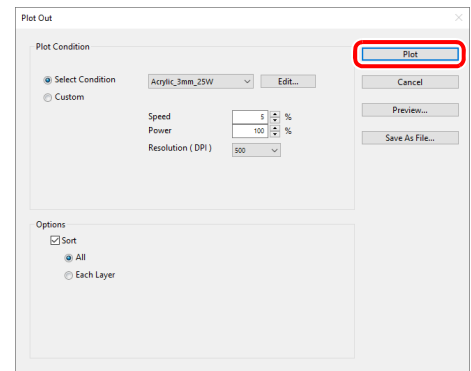 Plot Out
Plot Condition
Plot
Select Condition Acrylic_3mm_25W Edit... Cancel
Custom
Preview...
Speed 5 %
Power 100 %
Save As File...
Resolution ( DPI ) 500
Options
Sort
All
Each Layer